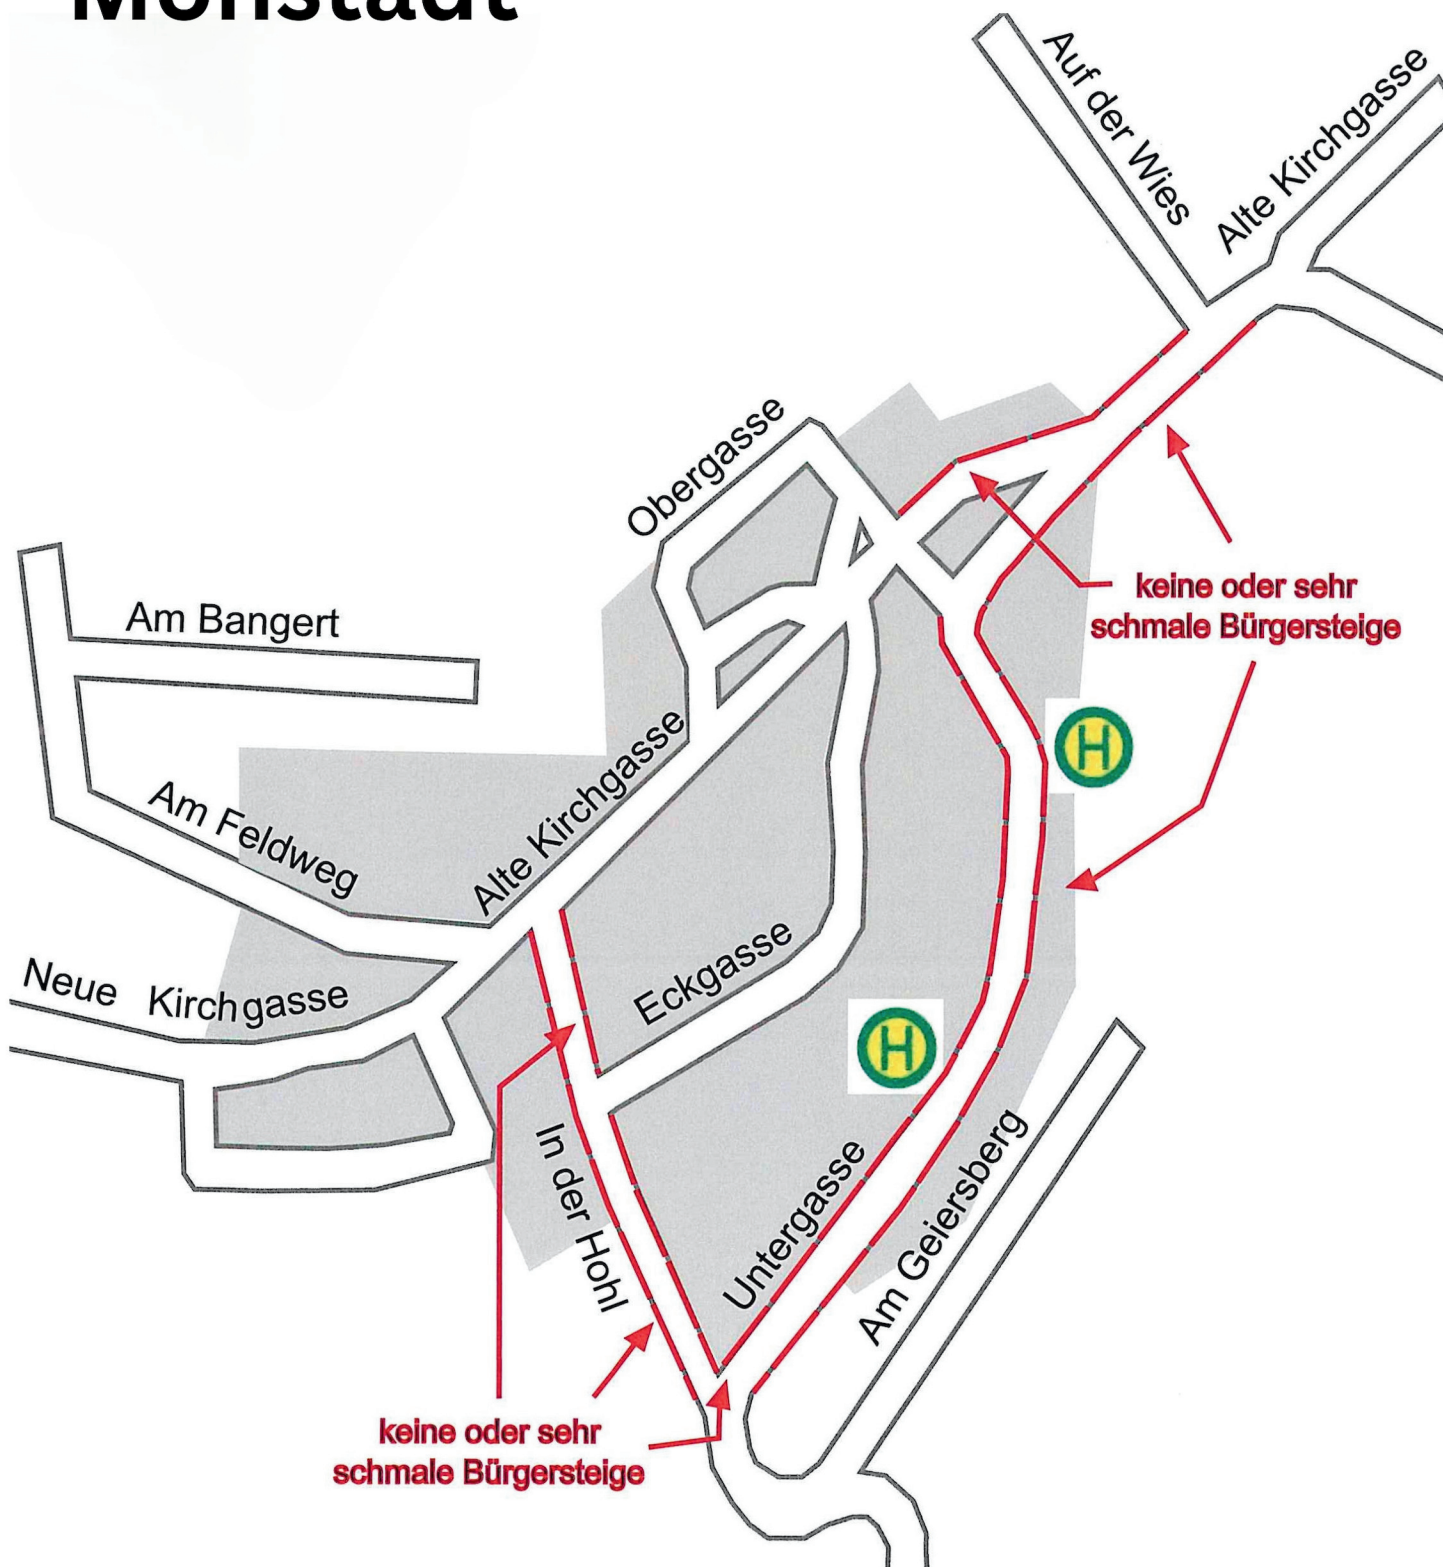 Mönstadt
Auf der Wies
Alte Kirchgasse
Obergasse
keine oder sehr
schmale Bürgersteige
Am Bangert
H
Alte Kirchgasse
Am Feldweg
Eckgasse
Neue Kirchgasse
H
In der Hohl
Untergasse
Am Geiersberg
keine oder sehr
schmale Bürgersteige